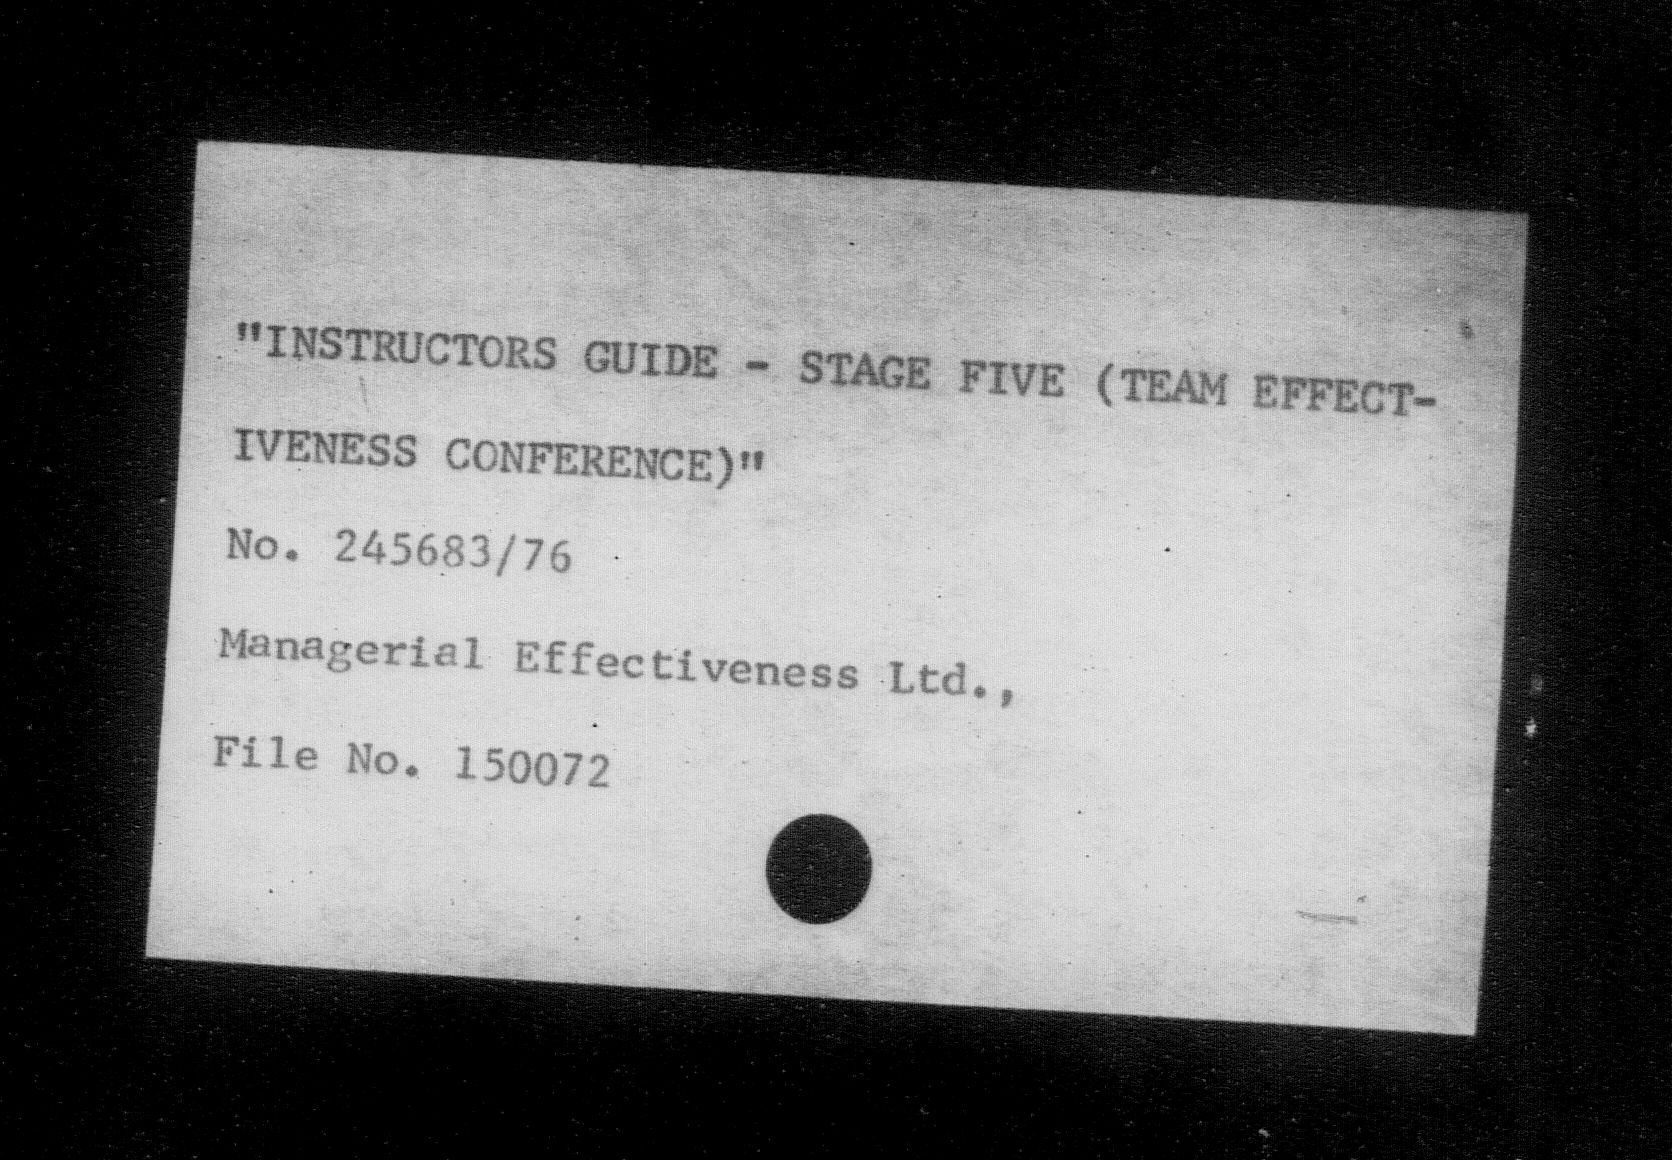 "INSTRUCTORS GUIDE - STAGE FIVE (TEAM EFFECT-
IVENESS CONFERENCE)"
No. 245683/76
Managerial Effectiveness Ltd.,
File No. 150072